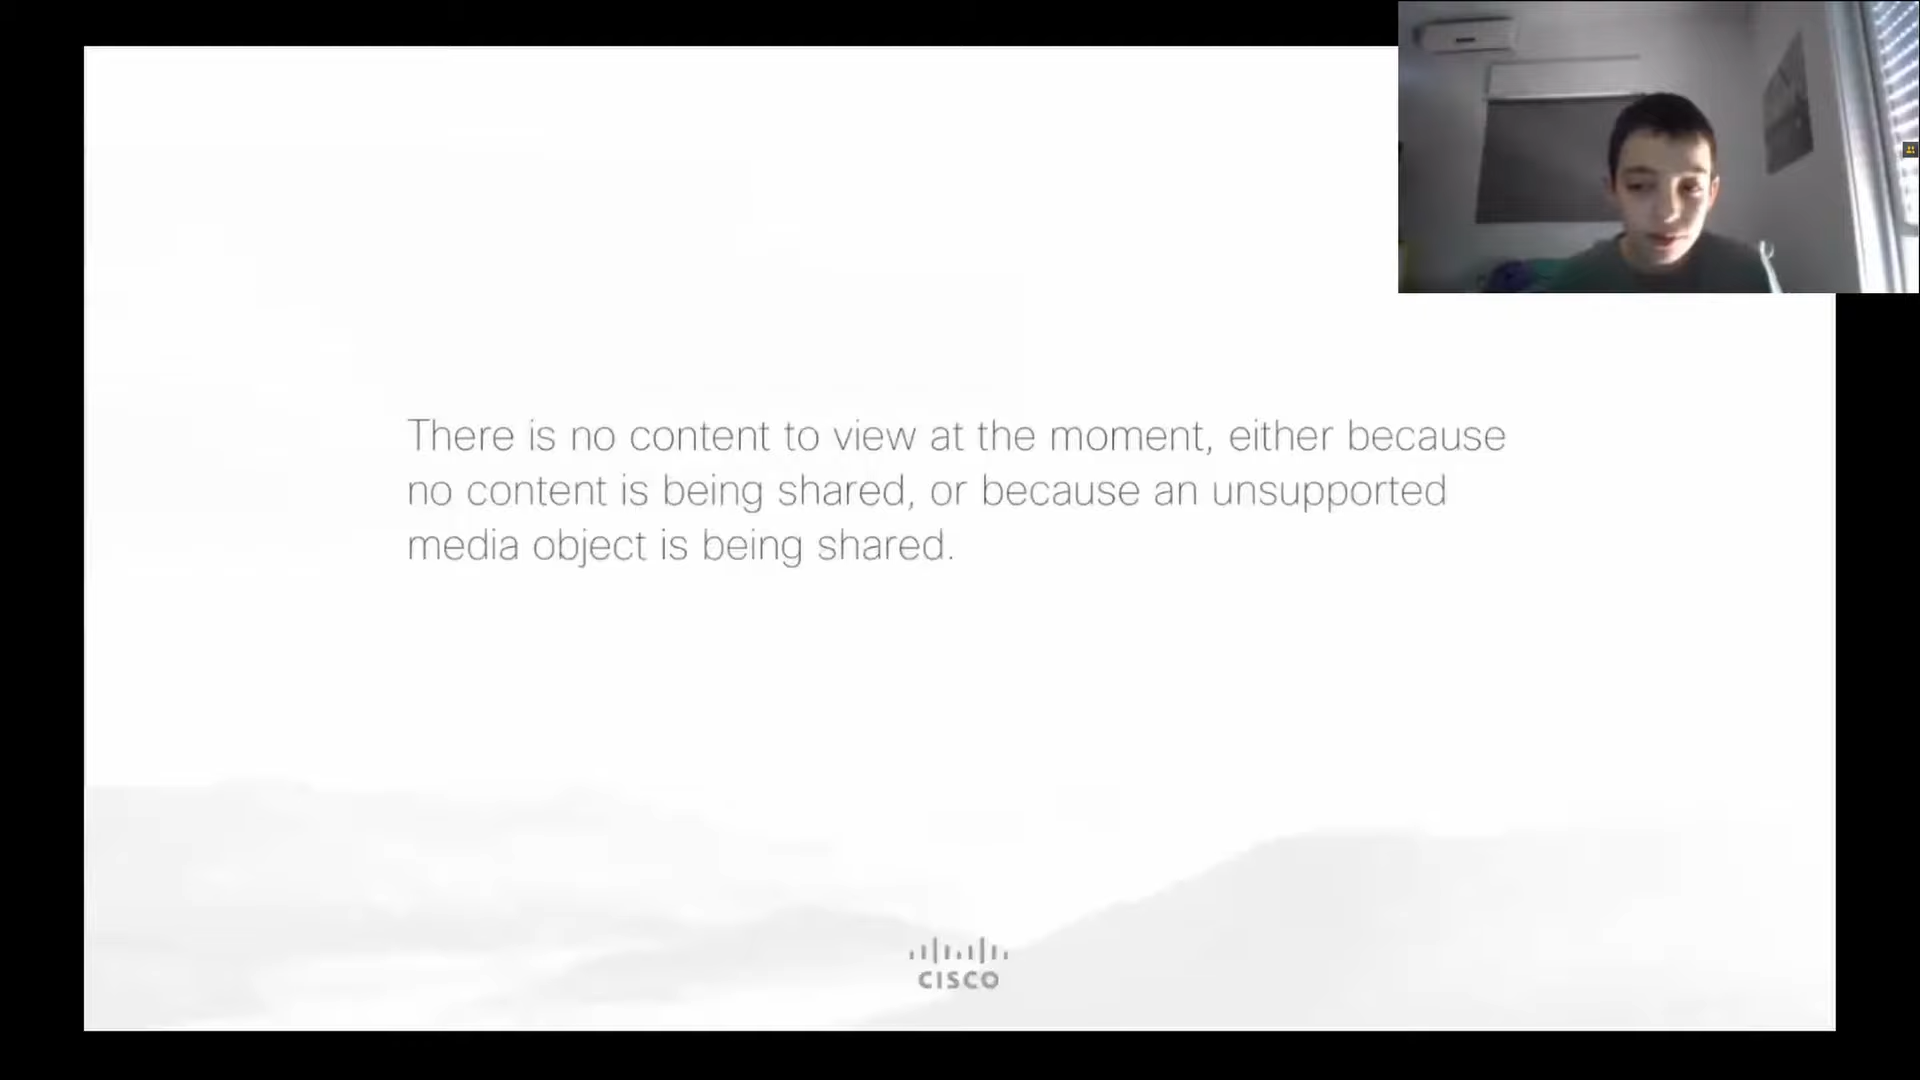 There is no content to view at the moment, either because
no content is being shared, or because an unsupported
media object is being shared.
CISCO